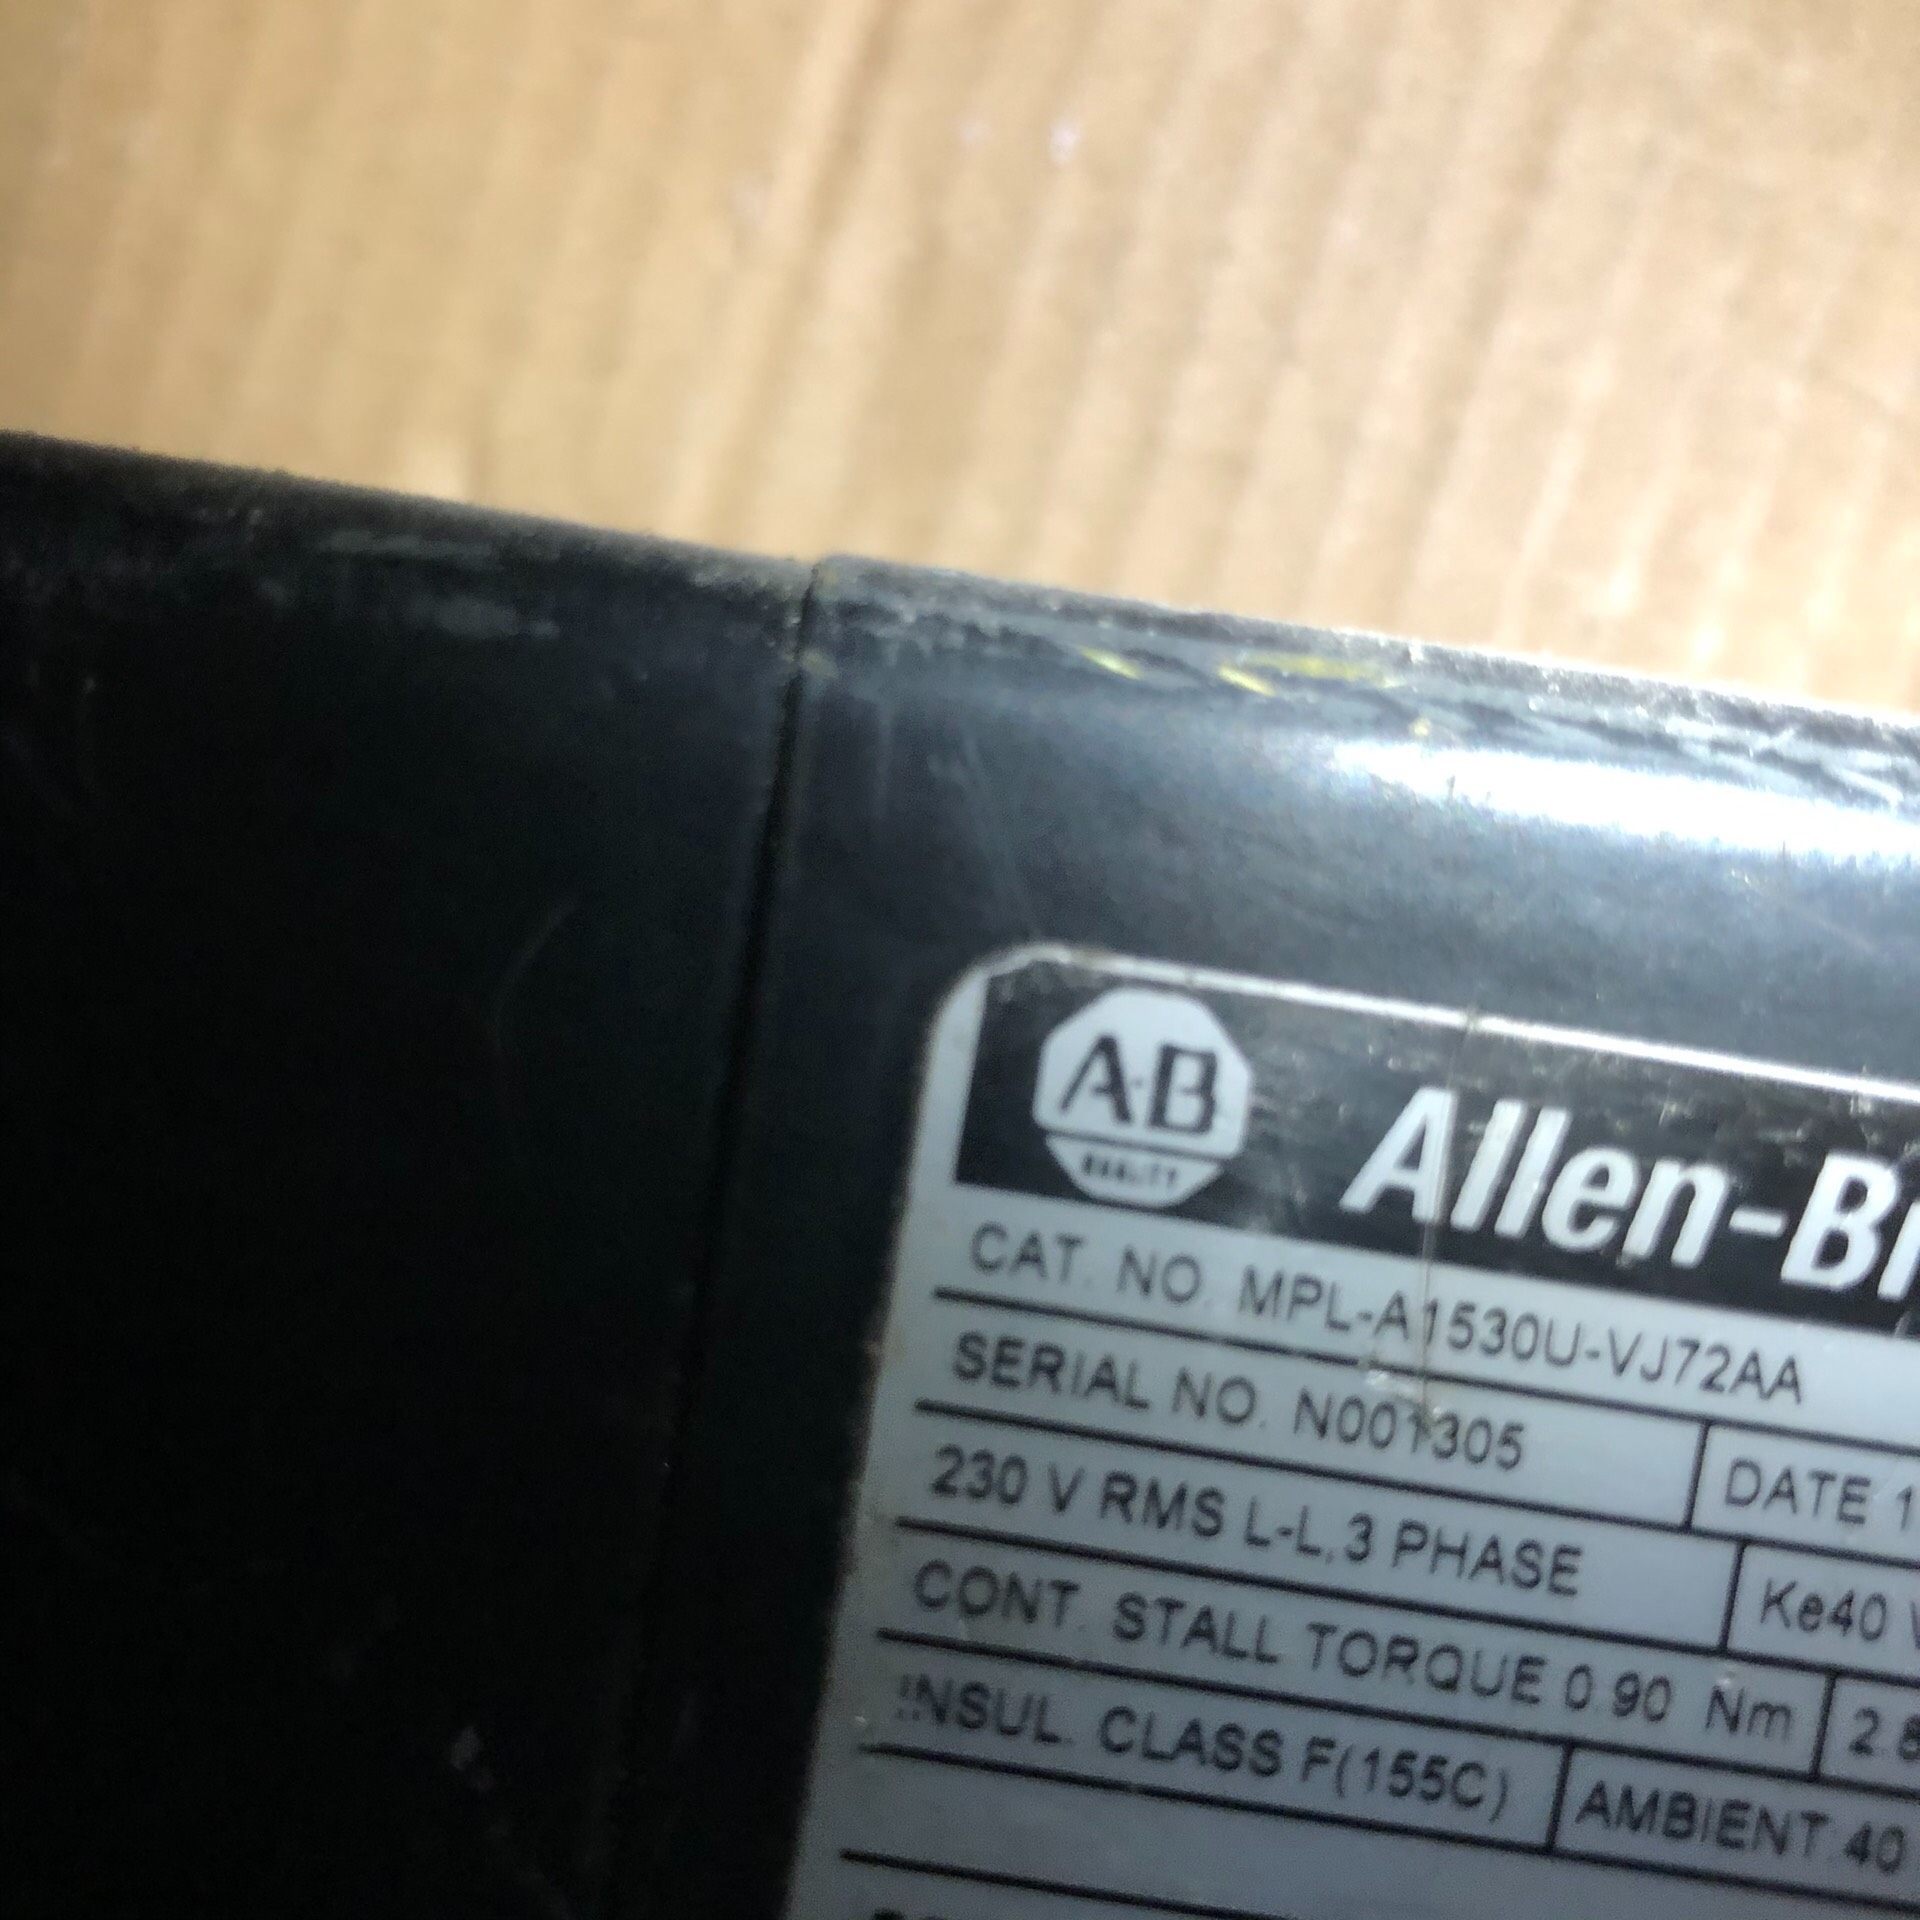 A-B
QUALITY
Allen-Br
CAT. NO. MPL-A1530U-VJ72AA
SERIAL NO. N001305
DATE 1
230 V RMS L-L,3 PHASE
Ke40 V
CONT. STALL TORQUE 0.90 Nm
2.8
INSUL. CLASS F(155C)
AMBIENT 40